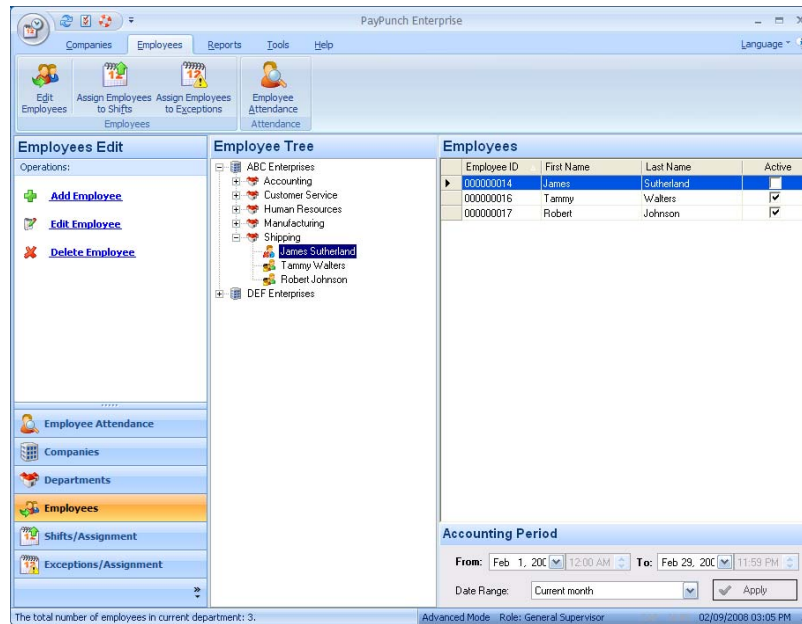 PayPunch Enterprise
Companies Employees Reports Tools Help Language
Edit Employees
Assign Employees to Shifts
Assign Employees to Exceptions
Employee Attendance
Employees
Attendance
Employees Edit
Operations:
Add Employee
Edit Employee
Delete Employee
Employee Attendance
Companies
Departments
Employees
Shifts/Assignment
Exceptions/Assignment
Employee Tree
ABC Enterprises
Accounting
Customer Service
Human Resources
Manufacturing
Shipping
James Sutherland
Tammy Walters
Robert Johnson
DEF Enterprises
Employees
Employee ID First Name Last Name Active
000000014 James Sutherland
000000016 Tammy Walters
000000017 Robert Johnson
Accounting Period
From: Feb 1, 200 12:00 AM To: Feb 29, 200 11:59 PM
Date Range: Current month Apply
The total number of employees in current department: 3. Advanced Mode Role: General Supervisor 02/09/2008 03:05 PM